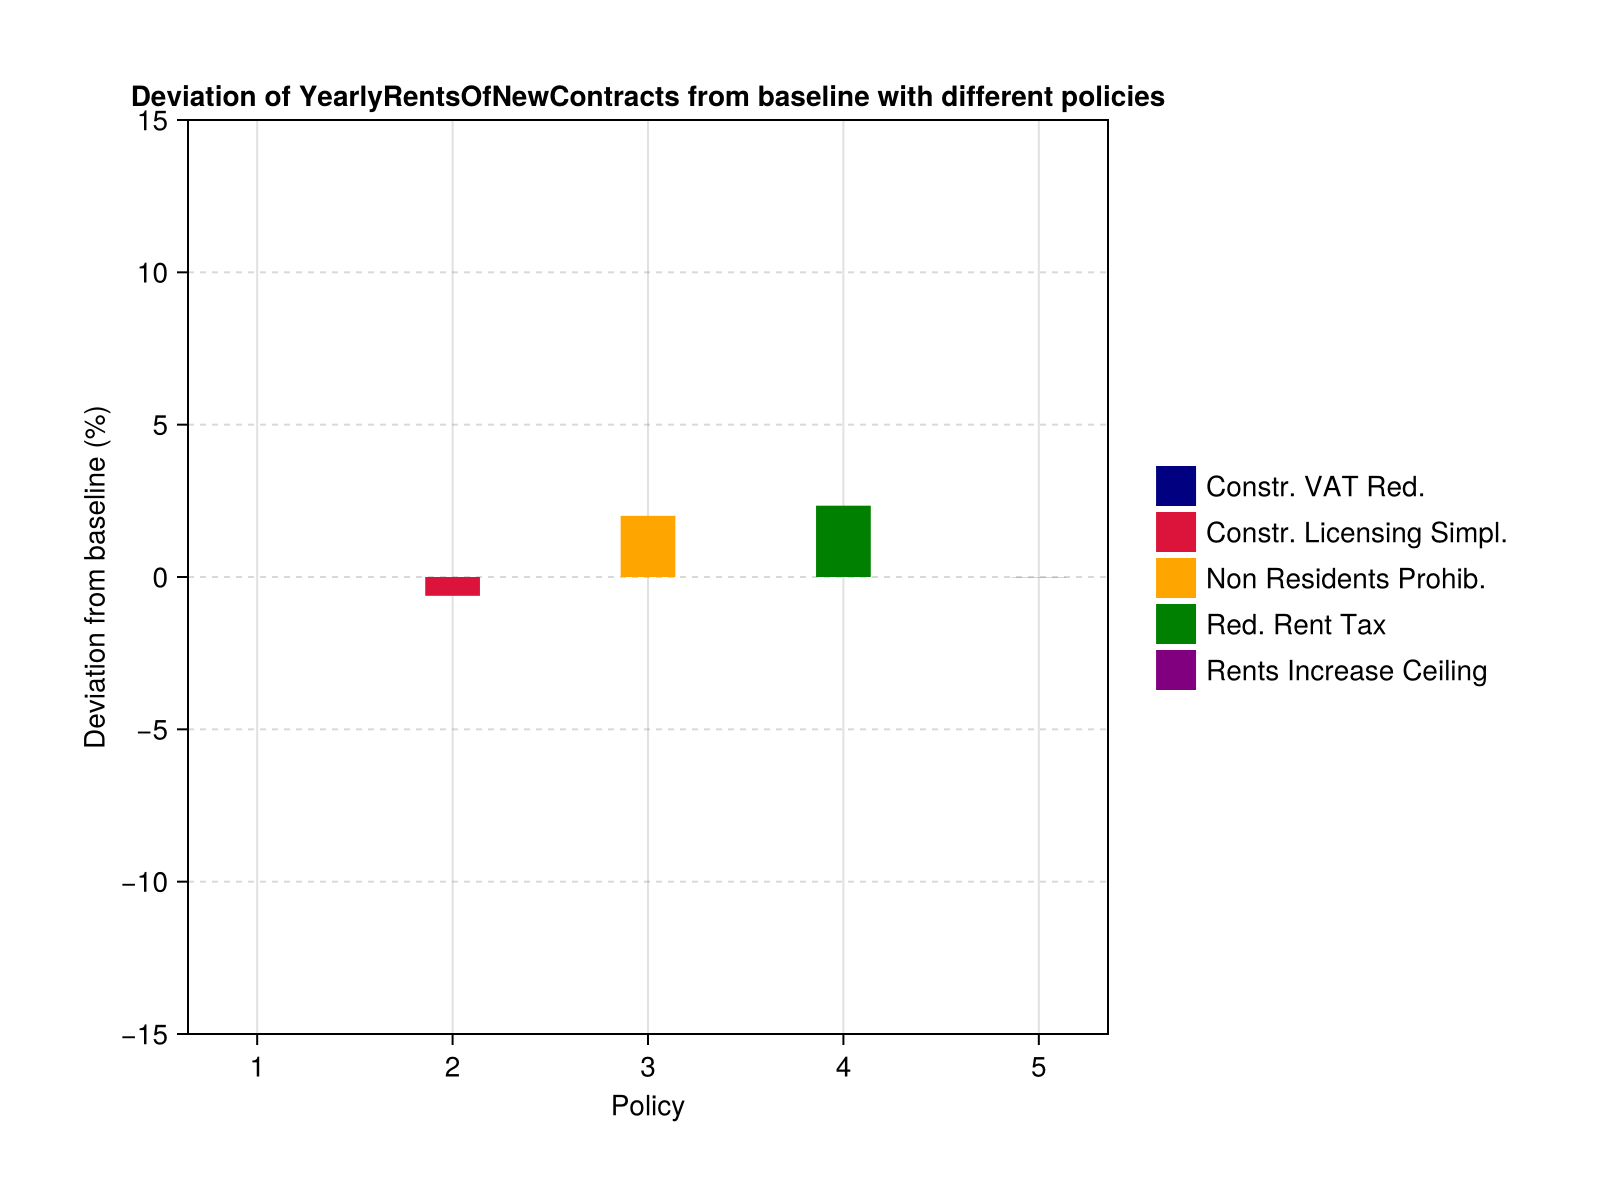 Deviation of YearlyRentsOfNewContracts from baseline with different policies
15
10
5
0
−5
−10
−15
Deviation from baseline (%)
1 2 3 4 5
Policy
Constr. VAT Red.
Constr. Licensing Simpl.
Non Residents Prohib.
Red. Rent Tax
Rents Increase Ceiling